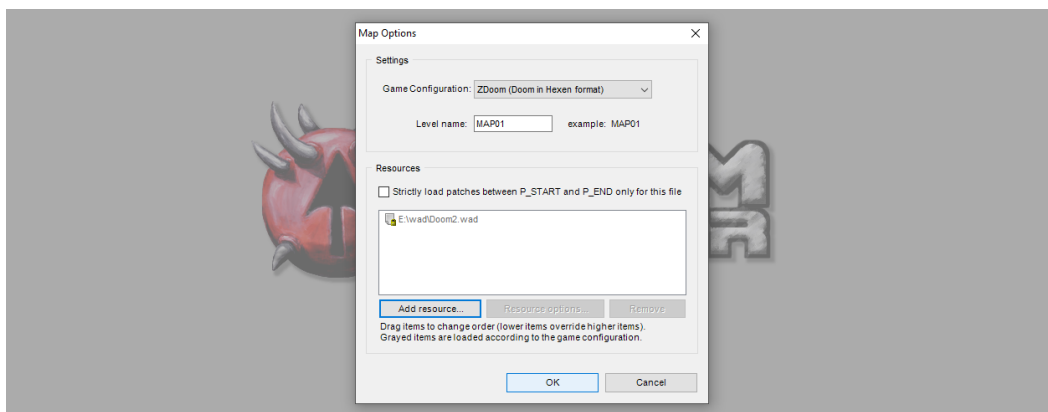 Map Options
Settings
Game Configuration: ZDoom (Doom in Hexen format)
Level name: MAP01 example: MAP01
Resources
Strictly load patches between P_START and P_END only for this file
E:\wad\Doom2.wad
Add resource... Resource options... Remove
Drag items to change order (lower items override higher items).
Grayed items are loaded according to the game configuration.
OK Cancel